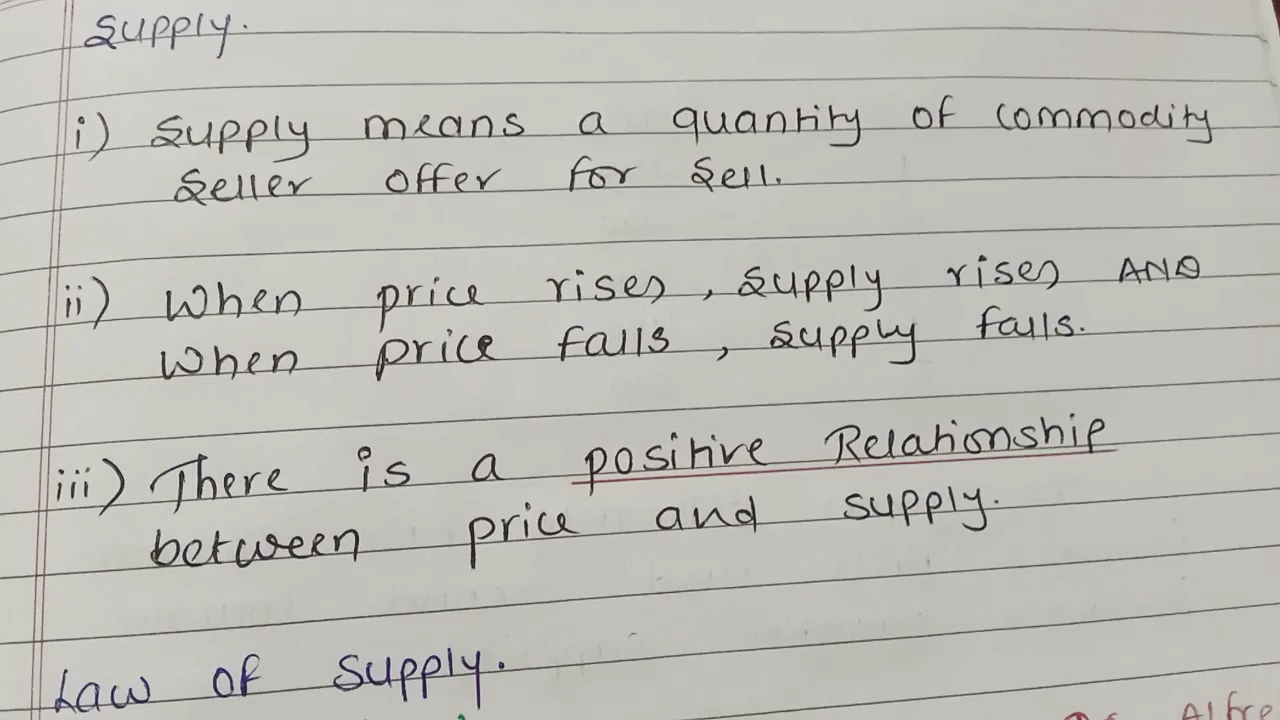 Supply.
i) Supply means a quantity of commodity
Seller offer for Sell.
ii) When price rises, Supply rises AND
When price falls, Supply falls.
iii) There is a positive Relationship
between price and supply.
Law of Supply.